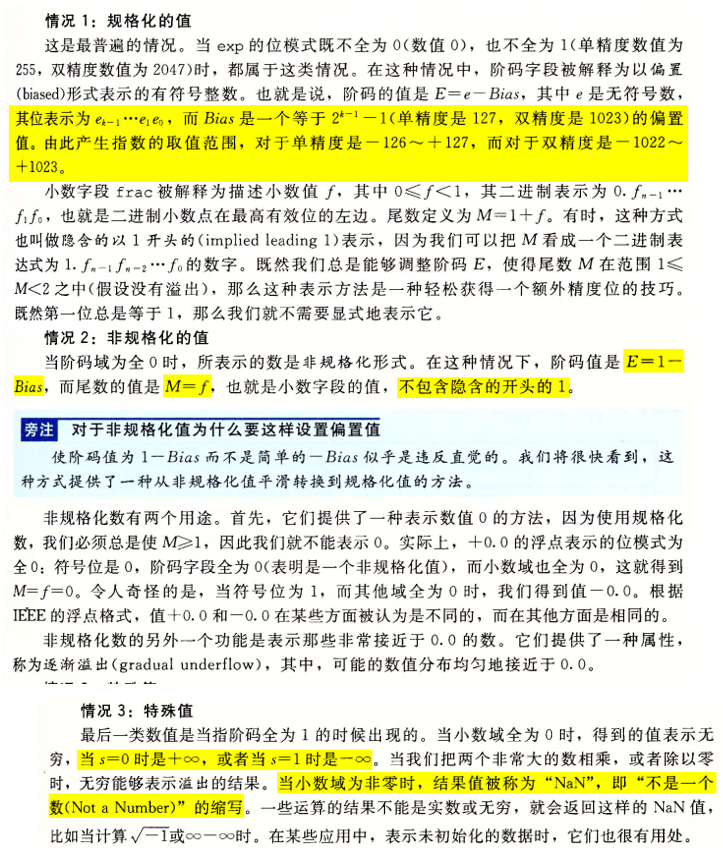 情况1：规格化的值
这是最普遍的情况。当 exp 的位模式既不全为 0(数值 0)，也不全为 1(单精度数值为
255，双精度数值为 2047)时，都属于这类情况。在这种情况中，阶码字段被解释为以偏置
(biased)形式表示的有符号整数。也就是说，阶码的值是 E=e−Bias，其中 e 是无符号数，
其位表示为 eₖ₋₁⋯e₁e₀，而 Bias 是一个等于 2ᵏ⁻¹−1(单精度是 127，双精度是 1023)的偏置
值。由此产生指数的取值范围，对于单精度是−126～+127，而对于双精度是−1022～
+1023。
小数字段 frac 被解释为描述小数值 f，其中 0≤f<1，其二进制表示为 0. fₙ₋₁⋯
f₁f₀，也就是二进制小数点在最高有效位的左边。尾数定义为 M=1+f。有时，这种方式
也叫做隐含的以 1 开头的(implied leading 1)表示，因为我们可以把 M 看成一个二进制表
达式为 1. fₙ₋₁fₙ₋₂⋯f₀的数字。既然我们总是能够调整阶码 E，使得尾数 M 在范围 1≤
M<2 之中(假设没有溢出)，那么这种表示方法是一种轻松获得一个额外精度位的技巧。
既然第一位总是等于 1，那么我们就不需要显式地表示它。
情况2：非规格化的值
当阶码域为全 0 时，所表示的数是非规格化形式。在这种情况下，阶码值是 E=1−
Bias，而尾数的值是 M=f，也就是小数字段的值，不包含隐含的开头的 1。
旁注 对于非规格化值为什么要这样设置偏置值
使阶码值为 1−Bias 而不是简单的−Bias 似乎是违反直觉的。我们将很快看到，这
种方式提供了一种从非规格化值平滑转换到规格化值的方法。
非规格化数有两个用途。首先，它们提供了一种表示数值 0 的方法，因为使用规格化
数，我们必须总是使 M≥1，因此我们就不能表示 0。实际上，+0.0 的浮点表示的位模式为
全 0：符号位是 0，阶码字段全为 0(表明是一个非规格化值)，而小数域也全为 0，这就得到
M=f=0。令人奇怪的是，当符号位为 1，而其他域全为 0 时，我们得到值−0.0。根据
IEEE 的浮点格式，值+0.0 和−0.0 在某些方面被认为是不同的，而在其他方面是相同的。
非规格化数的另外一个功能是表示那些非常接近于 0.0 的数。它们提供了一种属性，
称为逐渐溢出(gradual underflow)，其中，可能的数值分布均匀地接近于 0.0。
情况3：特殊值
最后一类数值是当指阶码全为 1 的时候出现的。当小数域全为 0 时，得到的值表示无
穷，当 s=0 时是+∞，或者当 s=1 时是−∞。当我们把两个非常大的数相乘，或者除以零
时，无穷能够表示溢出的结果。当小数域为非零时，结果值被称为“NaN”，即“不是一个
数(Not a Number)”的缩写。一些运算的结果不能是实数或无穷，就会返回这样的 NaN 值，
比如当计算√−1或∞−∞时。在某些应用中，表示未初始化的数据时，它们也很有用处。